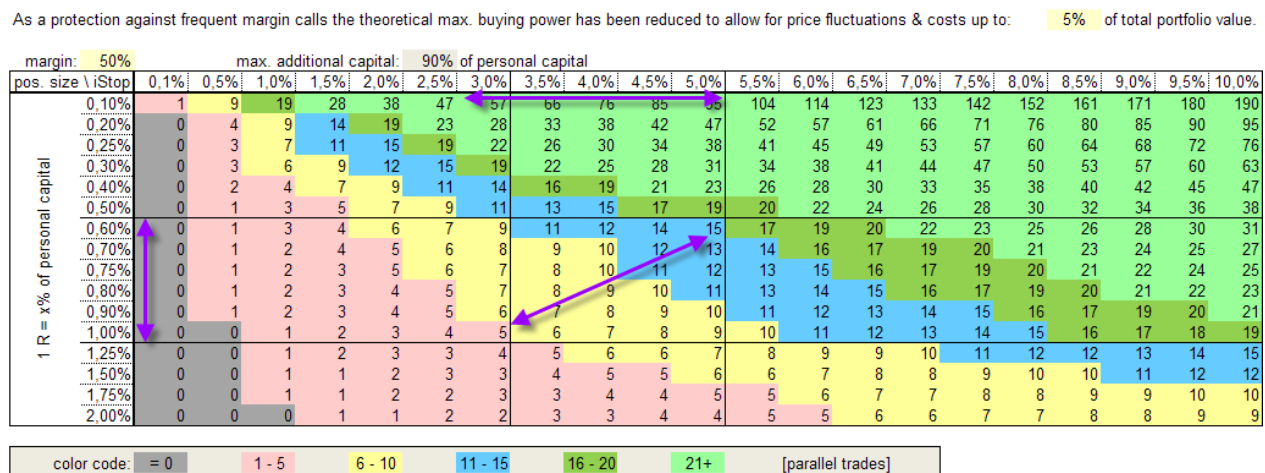 As a protection against frequent margin calls the theoretical max. buying power has been reduced to allow for price fluctuations & costs up to: 5% of total portfolio value.
margin: 50% max. additional capital: 90% of personal capital
pos. size \ iStop 0,1% 0,5% 1,0% 1,5% 2,0% 2,5% 3,0% 3,5% 4,0% 4,5% 5,0% 5,5% 6,0% 6,5% 7,0% 7,5% 8,0% 8,5% 9,0% 9,5% 10,0%
1 R = x% of personal capital
0,10% 1 9 19 28 38 47 57 66 76 85 95 104 114 123 133 142 152 161 171 180 190
0,20% 0 4 9 14 19 23 28 33 38 42 47 52 57 61 66 71 76 80 85 90 95
0,25% 0 3 7 11 15 19 22 26 30 34 38 41 45 49 53 57 60 64 68 72 76
0,30% 0 3 6 9 12 15 19 22 25 28 31 34 38 41 44 47 50 53 57 60 63
0,40% 0 2 4 7 9 11 14 16 19 21 23 26 28 30 33 35 38 40 42 45 47
0,50% 0 1 3 5 7 9 11 13 15 17 19 20 22 24 26 28 30 32 34 36 38
0,60% 0 1 3 4 6 7 9 11 12 14 15 17 19 20 22 23 25 26 28 30 31
0,70% 0 1 2 4 5 6 8 9 10 12 13 14 16 17 19 20 21 23 24 25 27
0,75% 0 1 2 3 5 6 7 8 10 11 12 13 15 16 17 19 20 21 22 24 25
0,80% 0 1 2 3 4 5 7 8 9 10 11 13 14 15 16 17 19 20 21 22 23
0,90% 0 1 2 3 4 5 6 7 8 9 10 11 12 13 14 15 16 17 19 20 21
1,00% 0 0 1 2 3 4 5 6 7 8 9 10 11 12 13 14 15 16 17 18 19
1,25% 0 0 1 2 3 3 4 5 6 6 7 8 9 9 10 11 12 12 13 14 15
1,50% 0 0 1 1 2 3 3 4 5 5 6 6 7 8 8 9 10 10 11 12 12
1,75% 0 0 1 1 2 2 3 3 4 4 5 5 6 7 7 8 8 9 9 10 10
2,00% 0 0 0 1 1 2 2 3 3 4 4 5 5 6 6 7 7 8 8 9 9
color code: = 0 1 - 5 6 - 10 11 - 15 16 - 20 21+ [parallel trades]